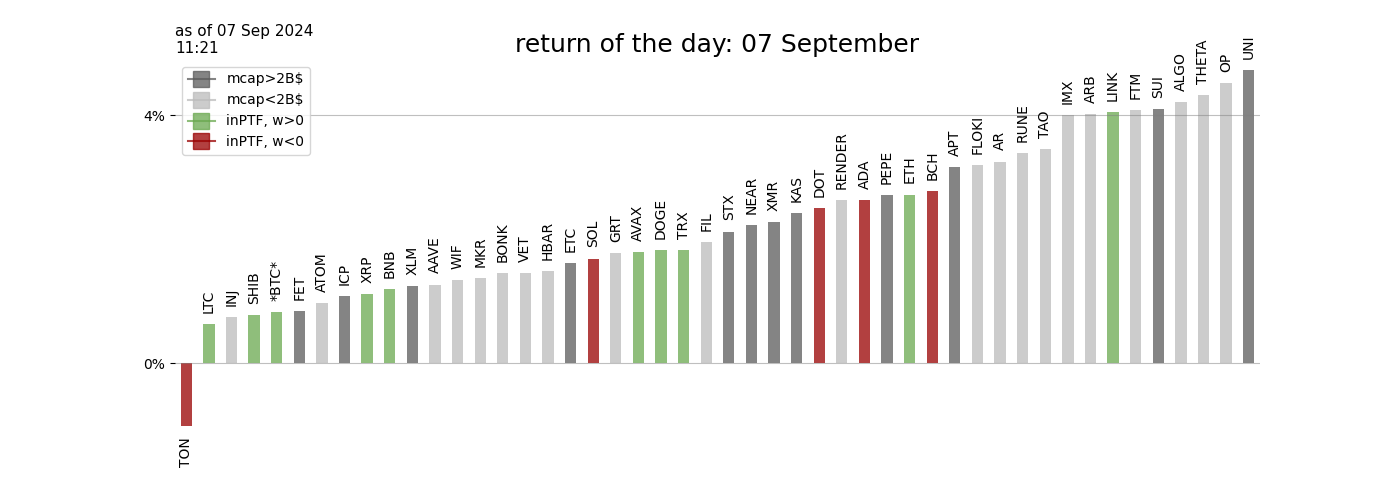 as of 07 Sep 2024
11:21
return of the day: 07 September
mcap>2B$
mcap<2B$
inPTF, w>0
inPTF, w<0
4%
0%
TON
LTC
INJ
SHIB
*BTC*
FET
ATOM
ICP
XRP
BNB
XLM
AAVE
WIF
MKR
BONK
VET
HBAR
ETC
SOL
GRT
AVAX
DOGE
TRX
FIL
STX
NEAR
XMR
KAS
DOT
RENDER
ADA
PEPE
ETH
BCH
APT
FLOKI
AR
RUNE
TAO
IMX
ARB
LINK
FTM
SUI
ALGO
THETA
OP
UNI